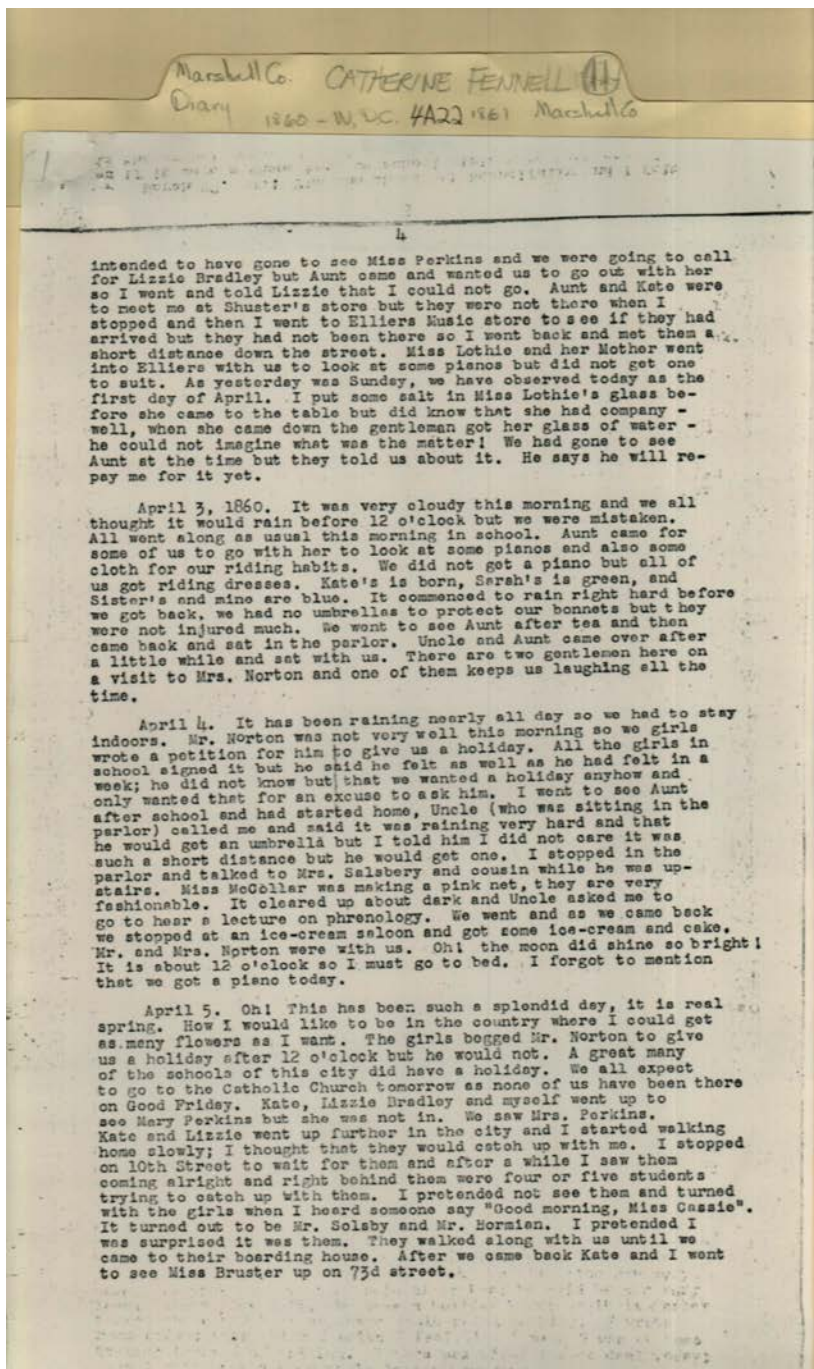 Marshall Co. CATHERINE FENNELL
Diary 1860 - 4A22 1861 Marshall Co
4
intended to have gone to see Miss Perkins and we were going to call
for Lizzie Bradley but Aunt came and wanted us to go out with her
so I went and told Lizzie that I could not go. Aunt and Kate were
to meet me at Shuster's store but they were not there when I
stopped and then I went to Elliers Music store to see if they had
arrived but they had not been there so I went back and met them a
short distance down the street. Miss Lothie and her Mother went
into Elliers with us to look at some pianos but did not get one
to suit. As yesterday was Sunday, we have observed today as the
first day of April. I put some salt in Miss Lothie's glass be-
fore she came to the table but did know that she had company -
well, when she came down the gentleman got her glass of water -
he could not imagine what was the matter! We had gone to see
Aunt at the time but they told us about it. He says he will re-
pay me for it yet.
April 3, 1860. It was very cloudy this morning and we all
thought it would rain before 12 o'clock but we were mistaken.
All went along as usual this morning in school. Aunt came for
some of us to go with her to look at some pianos and also some
cloth for our riding habits. We did not get a piano but all of
us got riding dresses. Kate's is born, Sarah's is green, and
Sister's and mine are blue. It commenced to rain right hard before
we got back, we had no umbrellas to protect our bonnets but they
were not injured much. We went to see Aunt after tea and then
came back and sat in the parlor. Uncle and Aunt came over after
a little while and sat with us. There are two gentlemen here on
a visit to Mrs. Norton and one of them keeps us laughing all the
time.
April 4. It has been raining nearly all day so we had to stay
indoors. Mr. Norton was not very well this morning so we girls
wrote a petition for him to give us a holiday. All the girls in
school signed it but he said he felt as well as he had felt in a
week; he did not know but that we wanted a holiday anyhow and
only wanted that for an excuse to ask him. I went to see Aunt
after school and had started home, Uncle (who was sitting in the
parlor) called me and said it was raining very hard and that
he would get an umbrella but I told him I did not care it was
such a short distance but he would get one. I stopped in the
parlor and talked to Mrs. Salsbery and cousin while he was up-
stairs. Miss McCollar was making a pink net, they are very
fashionable. It cleared up about dark and Uncle asked me to
go to hear a lecture on phrenology. We went and as we came back
we stopped at an ice-cream saloon and got some ice-cream and cake.
Mr. and Mrs. Norton were with us. Oh! the moon did shine so bright!
It is about 12 o'clock so I must go to bed. I forgot to mention
that we got a piano today.
April 5. Oh! This has been such a splendid day, it is real
spring. How I would like to be in the country where I could get
as many flowers as I want. The girls begged Mr. Norton to give
us a holiday after 12 o'clock but he would not. A great many
of the schools of this city did have a holiday. We all expect
to go to the Catholic Church tomorrow as none of us have been there
on Good Friday. Kate, Lizzie Bradley and myself went up to
see Mary Perkins but she was not in. We saw Mrs. Perkins.
Kate and Lizzie went up further in the city and I started walking
home slowly; I thought that they would catch up with me. I stopped
on 10th Street to wait for them and after a while I saw them
coming alright and right behind them were four or five students
trying to catch up with them. I pretended not see them and turned
with the girls when I heard someone say "Good morning, Miss Cassie".
It turned out to be Mr. Solsby and Mr. Hormian. I pretended I
was surprised it was them. They walked along with us until we
came to their boarding house. After we came back Kate and I went
to see Miss Bruster up on 73d street.